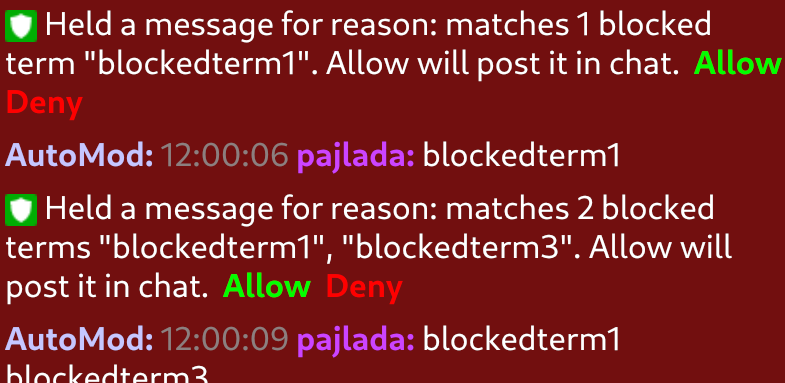 Held a message for reason: matches 1 blocked
term "blockedterm1". Allow will post it in chat. Allow
Deny
AutoMod: 12:00:06 pajlada: blockedterm1
Held a message for reason: matches 2 blocked
terms "blockedterm1", "blockedterm3". Allow will
post it in chat. Allow Deny
AutoMod: 12:00:09 pajlada: blockedterm1
blockedterm3